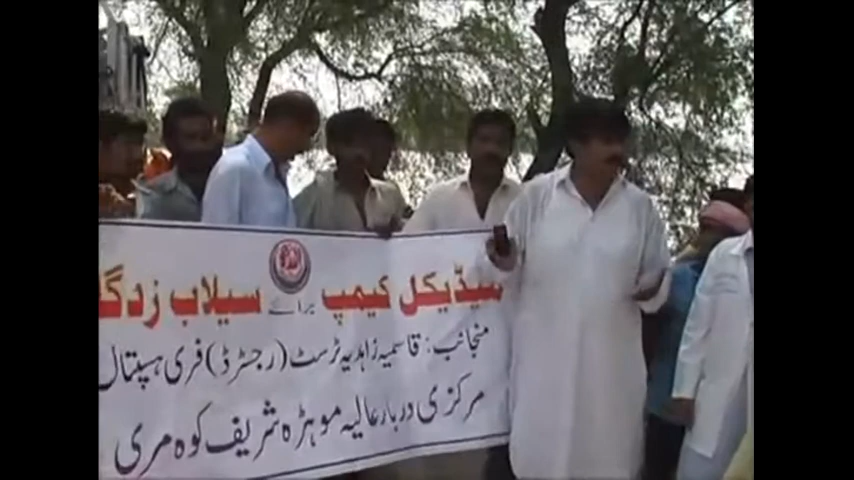 میڈیکل کیمپ برائے سیلاب زدگ
منجانب: قاسمیہ زاہدیہ ٹرسٹ (رجسٹرڈ) فری ہسپتال
مرکزی دربار عالیہ موہڑہ شریف کوہ مری